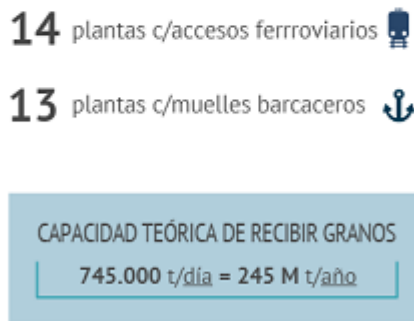 14 plantas c/accesos ferrroviarios
13 plantas c/muelles barcaceros
CAPACIDAD TEÓRICA DE RECIBIR GRANOS
745.000 t/día = 245 M t/año